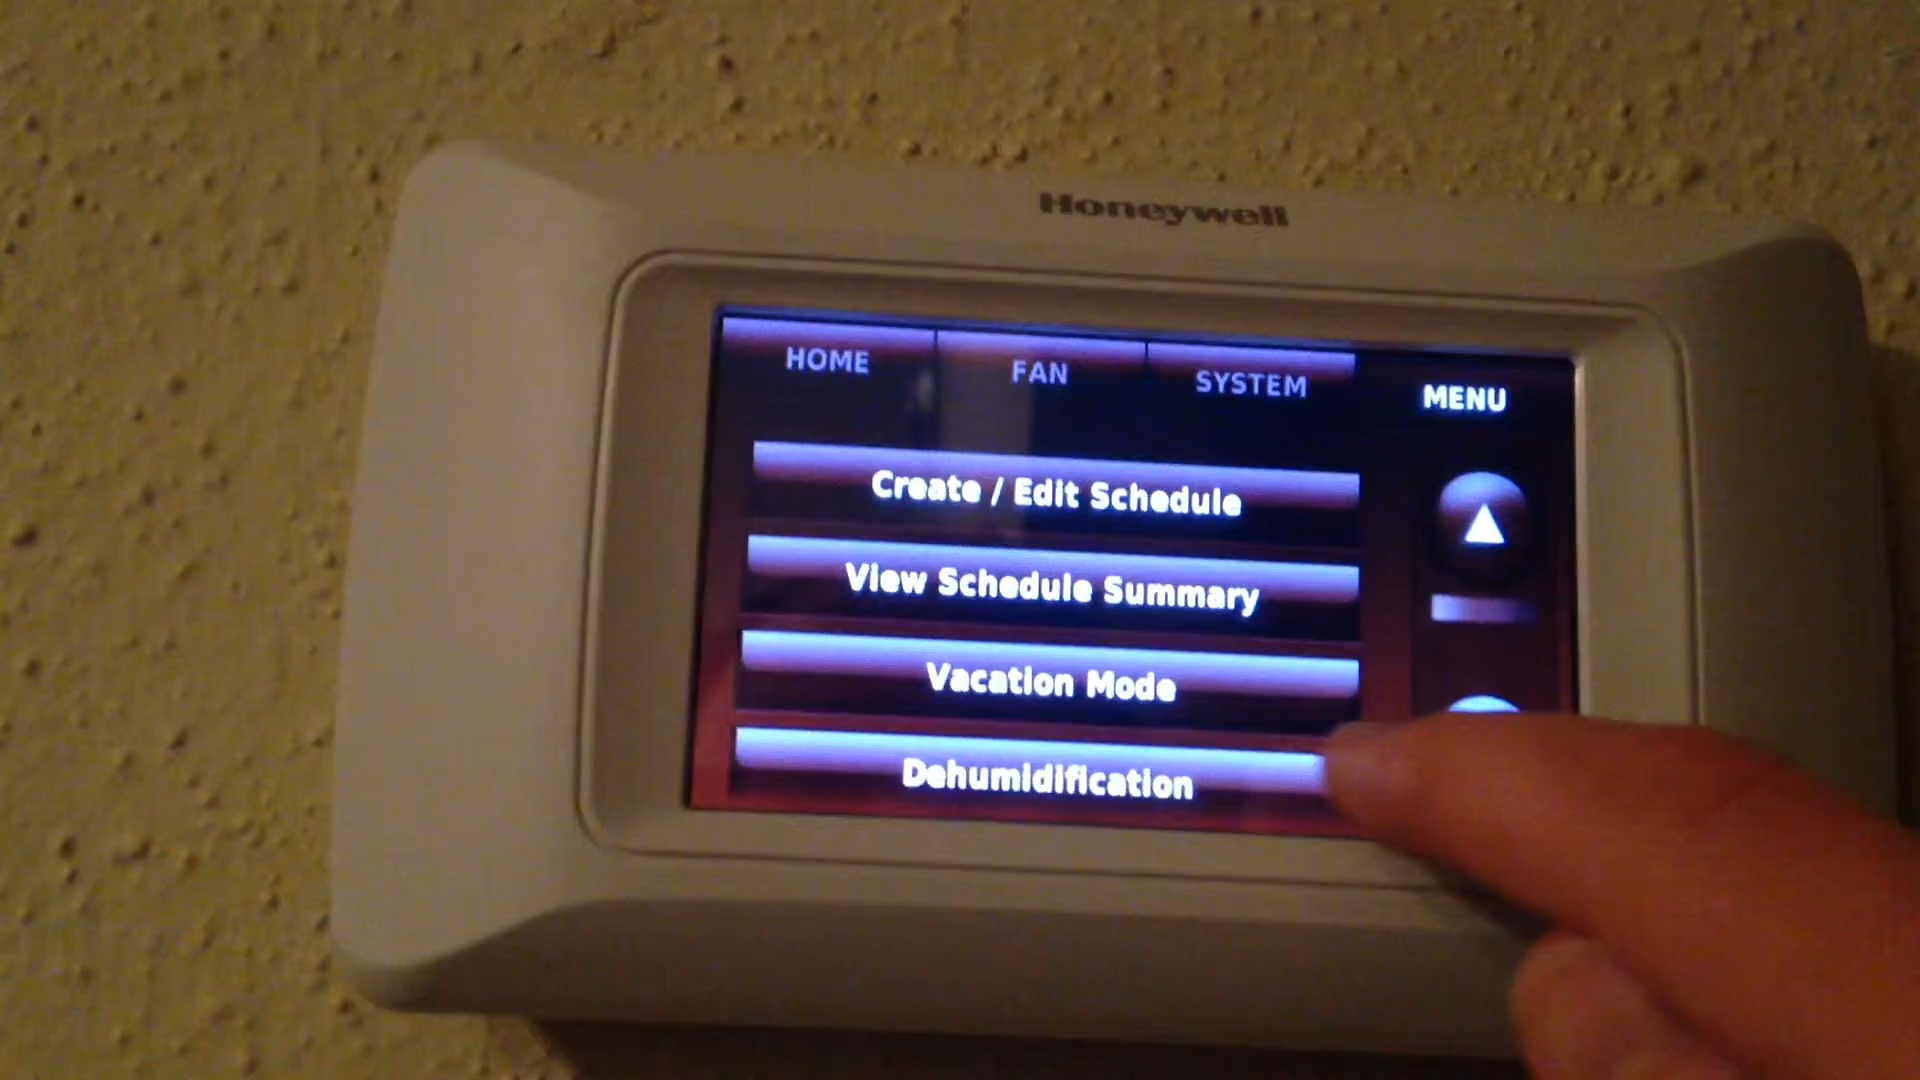 Honeywell
HOME FAN SYSTEM MENU
Create / Edit Schedule
View Schedule Summary
Vacation Mode
Dehumidification